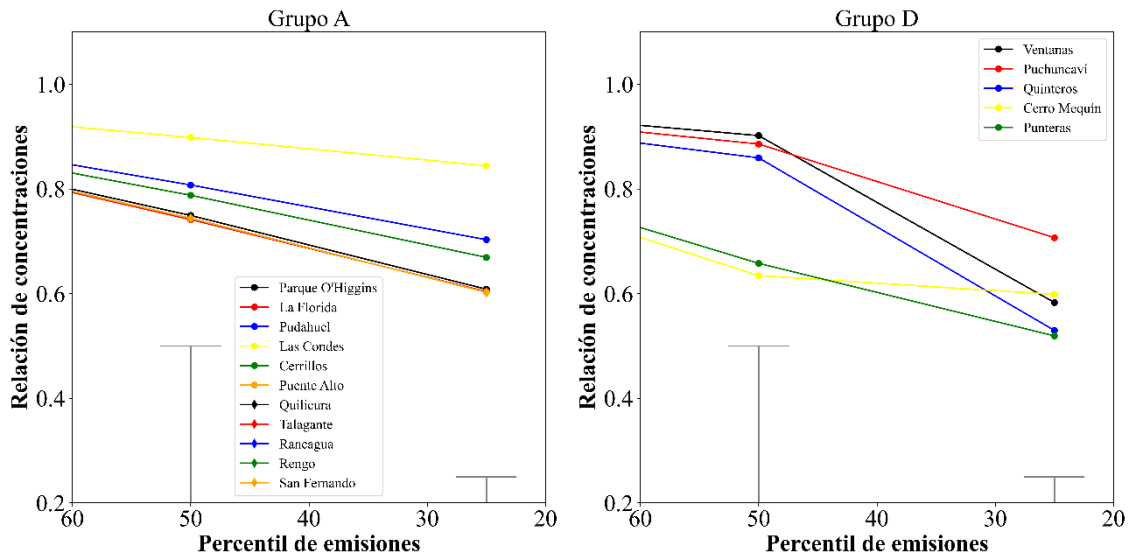 Grupo A
Relación de concentraciones
1.0
0.8
0.6
0.4
0.2
Parque O'Higgins
La Florida
Pudahuel
Las Condes
Cerrillos
Puente Alto
Quilicura
Talagante
Rancagua
Rengo
San Fernando
60
50
40
30
20
Percentil de emisiones
Grupo D
Relación de concentraciones
1.0
0.8
0.6
0.4
0.2
Ventanas
Puchuncaví
Quinteros
Cerro Mequín
Punteras
60
50
40
30
20
Percentil de emisiones